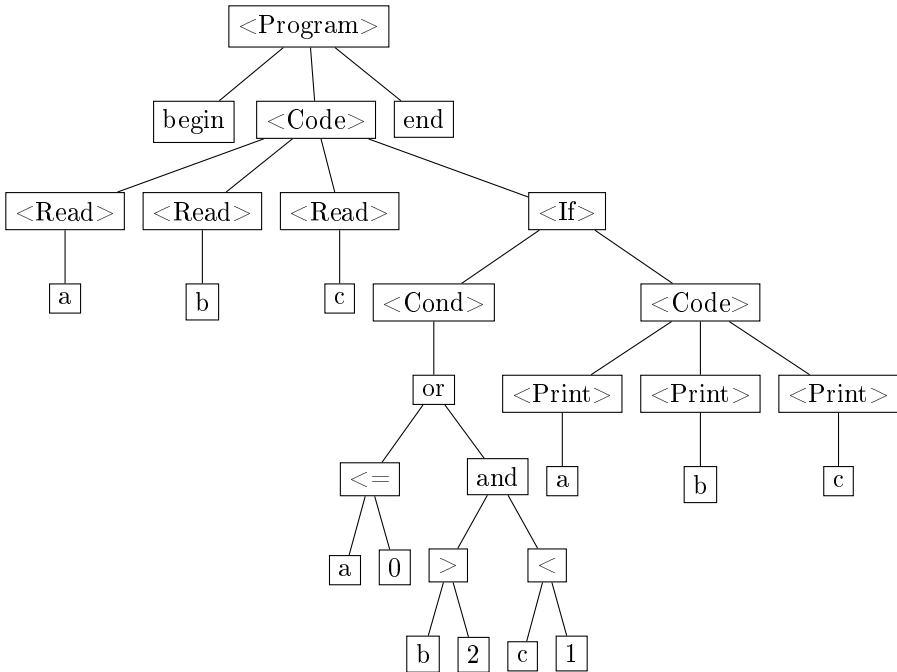 <Program>
begin <Code> end
<Read> <Read> <Read> <If>
a b c <Cond> <Code>
or <Print> <Print> <Print>
<= and a b c
a 0 > <
b 2 c 1